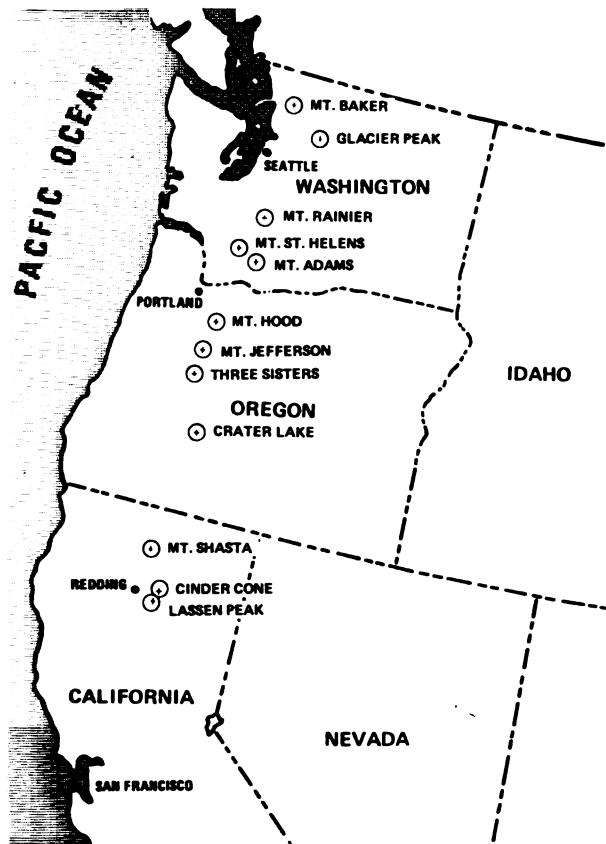 PACFIC OCEAN
MT. BAKER
GLACIER PEAK
SEATTLE
WASHINGTON
MT. RAINIER
MT. ST. HELENS
MT. ADAMS
PORTLAND
MT. HOOD
MT. JEFFERSON
THREE SISTERS
IDAHO
OREGON
CRATER LAKE
MT. SHASTA
REDDING
CINDER CONE
LASSEN PEAK
CALIFORNIA
NEVADA
SAN FRANCISCO